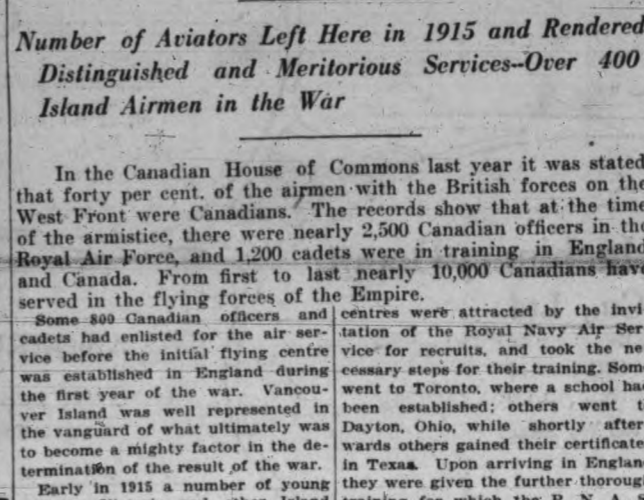 Number of Aviators Left Here in 1915 and Rendered
Distinguished and Meritorious Services--Over 400
Island Airmen in the War
In the Canadian House of Commons last year it was stated
that forty per cent. of the airmen with the British forces on the
West Front were Canadians. The records show that at the time
of the armistice, there were nearly 2,500 Canadian officers in the
Royal Air Force, and 1,200 cadets were in training in England
and Canada. From first to last nearly 10,000 Canadians have
served in the flying forces of the Empire.
Some 800 Canadian officers and
cadets had enlisted for the air ser-
vice before the initial flying centre
was established in England during
the first year of the war. Vancou-
ver Island was well represented in
the vanguard of what ultimately was
to become a mighty factor in the de-
termination of the result of the war.
Early in 1915 a number of young
centres were attracted by the invi-
tation of the Royal Navy Air Ser-
vice for recruits, and took the ne-
cessary steps for their training. Som
went to Toronto, where a school had
been established; others went t
Dayton, Ohio, while shortly after-
wards others gained their certificate
in Texas. Upon arriving in Englan
they were given the further thoroug